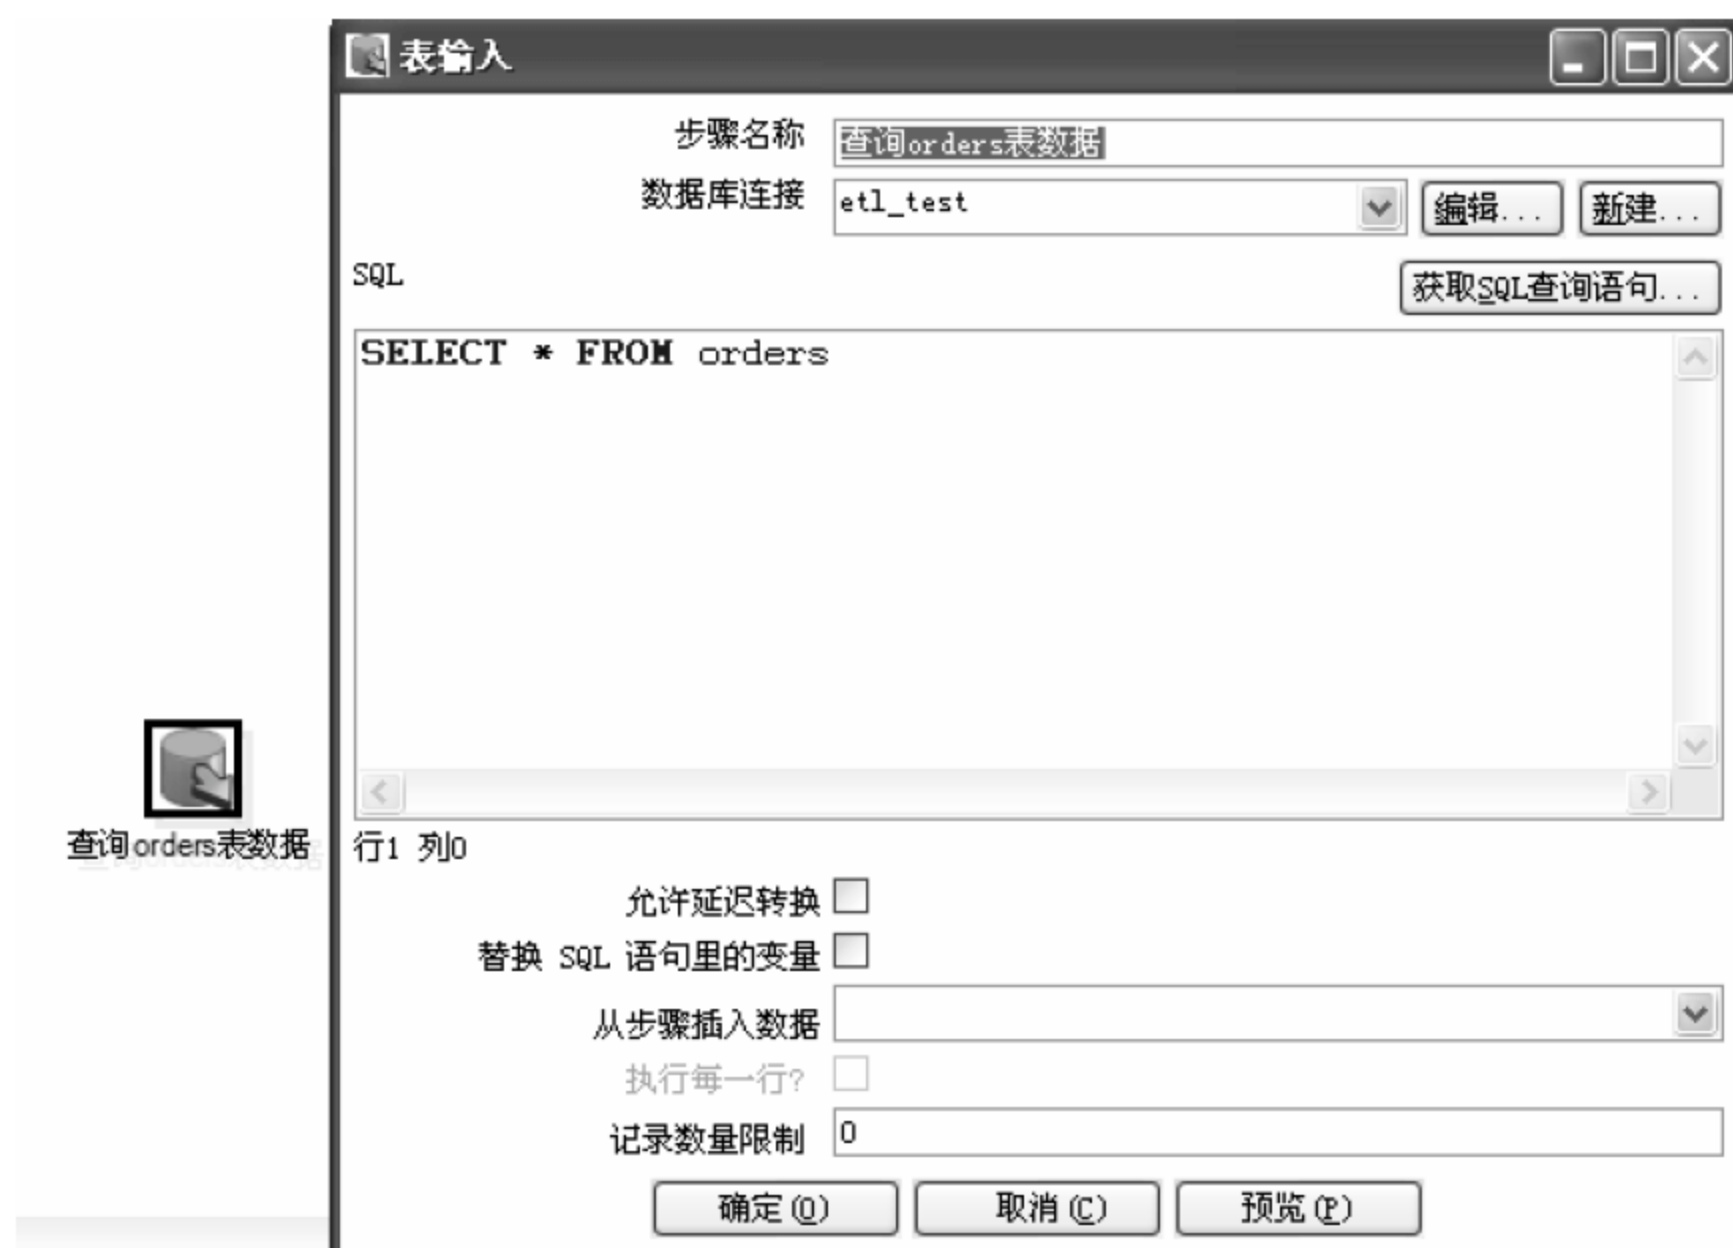 表输入
步骤名称 查询orders表数据
数据库连接 etl_test 编辑... 新建...
SQL 获取SQL查询语句...
SELECT * FROM orders
查询orders表数据
行1 列0
允许延迟转换
替换 SQL 语句里的变量
从步骤插入数据
执行每一行?
记录数量限制 0
确定(O) 取消(C) 预览(P)